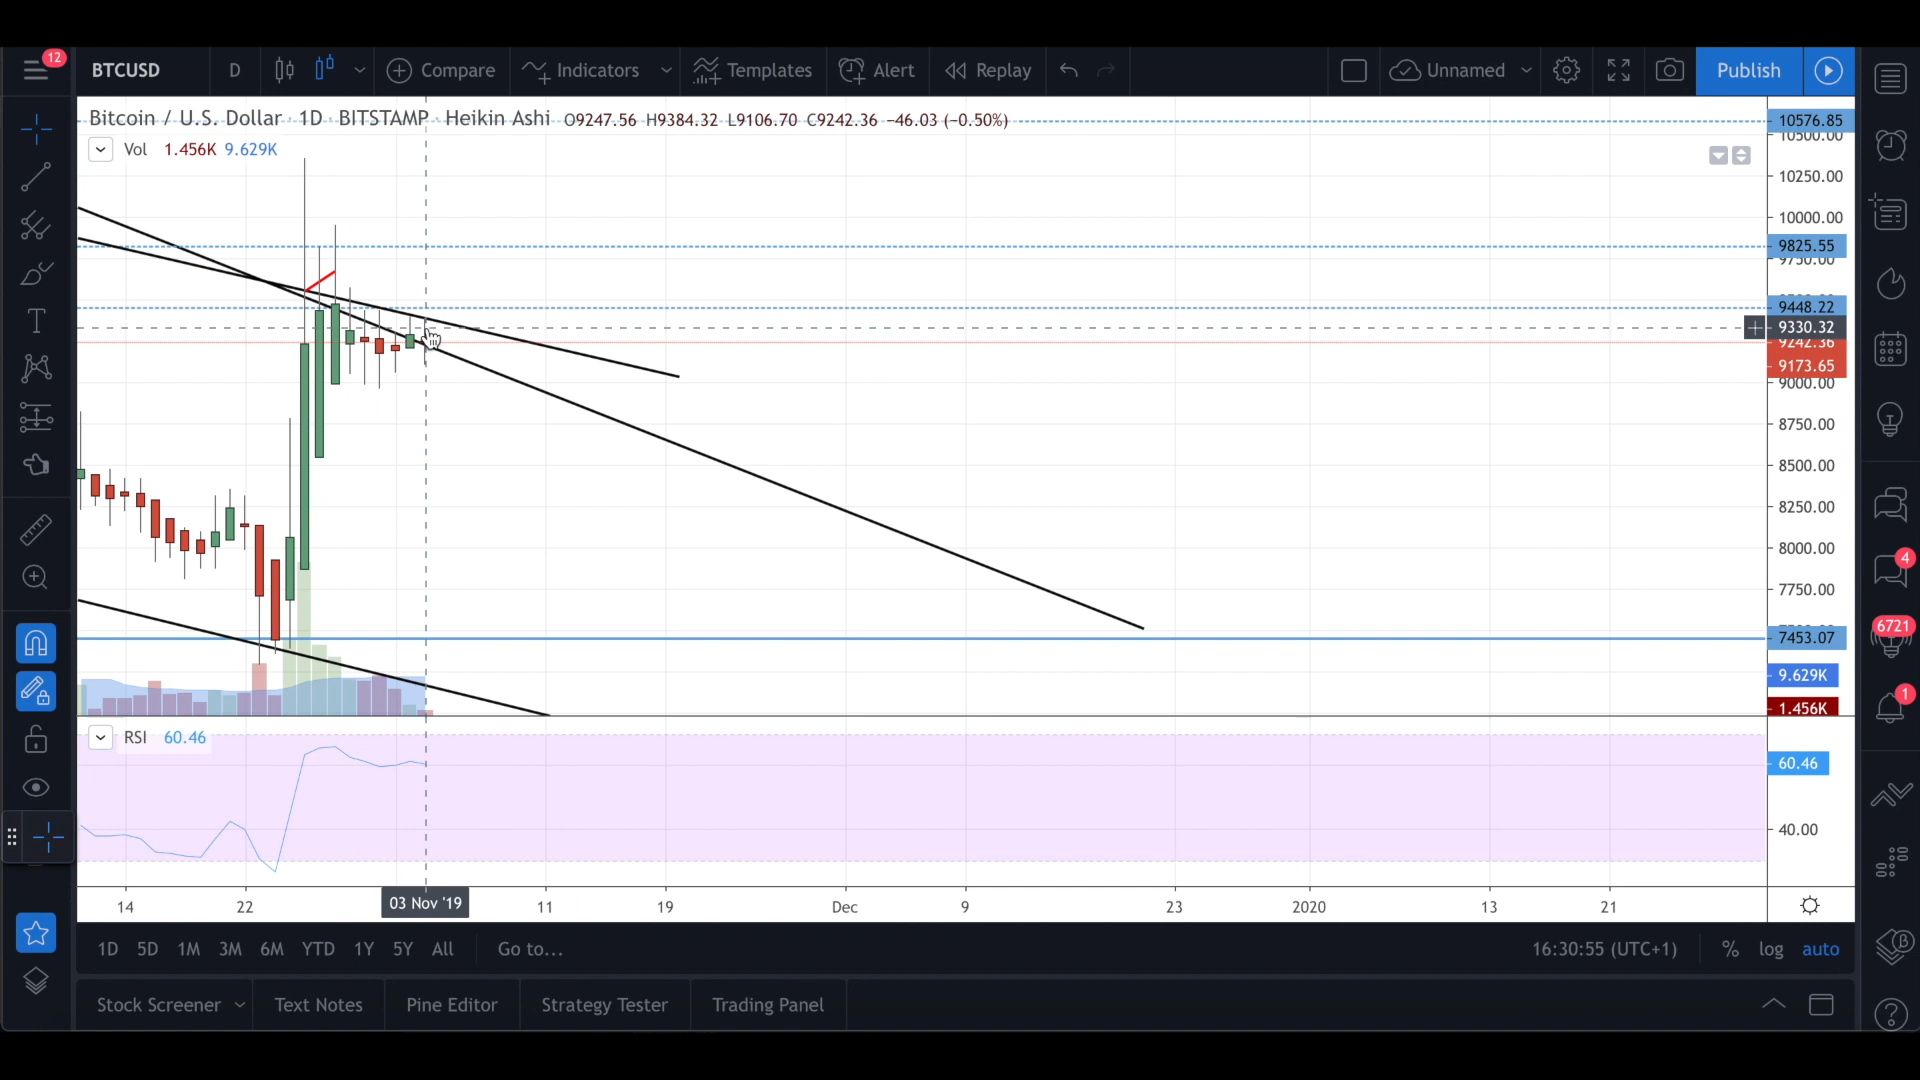 12
BTCUSD D Compare Indicators Templates Alert Replay Unnamed Publish
Bitcoin / U.S. Dollar · 1D · BITSTAMP · Heikin Ashi O9247.56 H9384.32 L9106.70 C9242.36 −46.03 (−0.50%)
Vol 1.456K 9.629K
10576.85
10500.00
10250.00
10000.00
9825.55
9750.00
9448.22
9330.32
9242.36
9173.65
9000.00
8750.00
8500.00
8250.00
8000.00
7750.00
7453.07
9.629K
1.456K
RSI 60.46
60.46
40.00
14 22 03 Nov '19 11 19 Dec 9 23 2020 13 21
1D 5D 1M 3M 6M YTD 1Y 5Y All Go to... 16:30:55 (UTC+1) % log auto
Stock Screener Text Notes Pine Editor Strategy Tester Trading Panel
4
6721
1